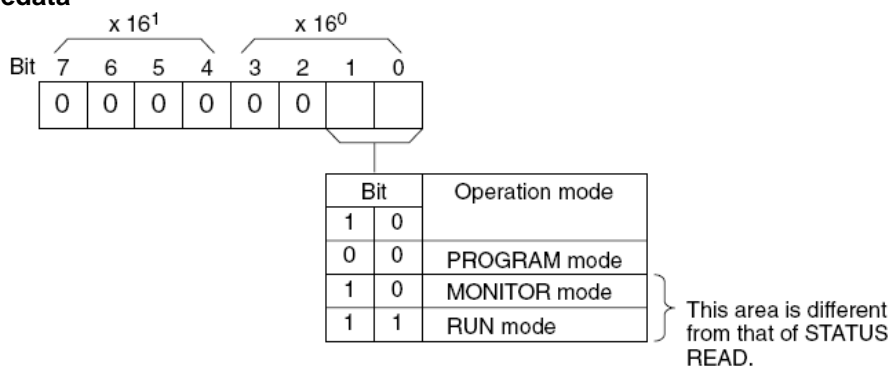 x 16¹ x 16⁰
Bit 7 6 5 4 3 2 1 0
0 0 0 0 0 0
Bit Operation mode
1 0
0 0 PROGRAM mode
1 0 MONITOR mode
1 1 RUN mode
This area is different
from that of STATUS
READ.